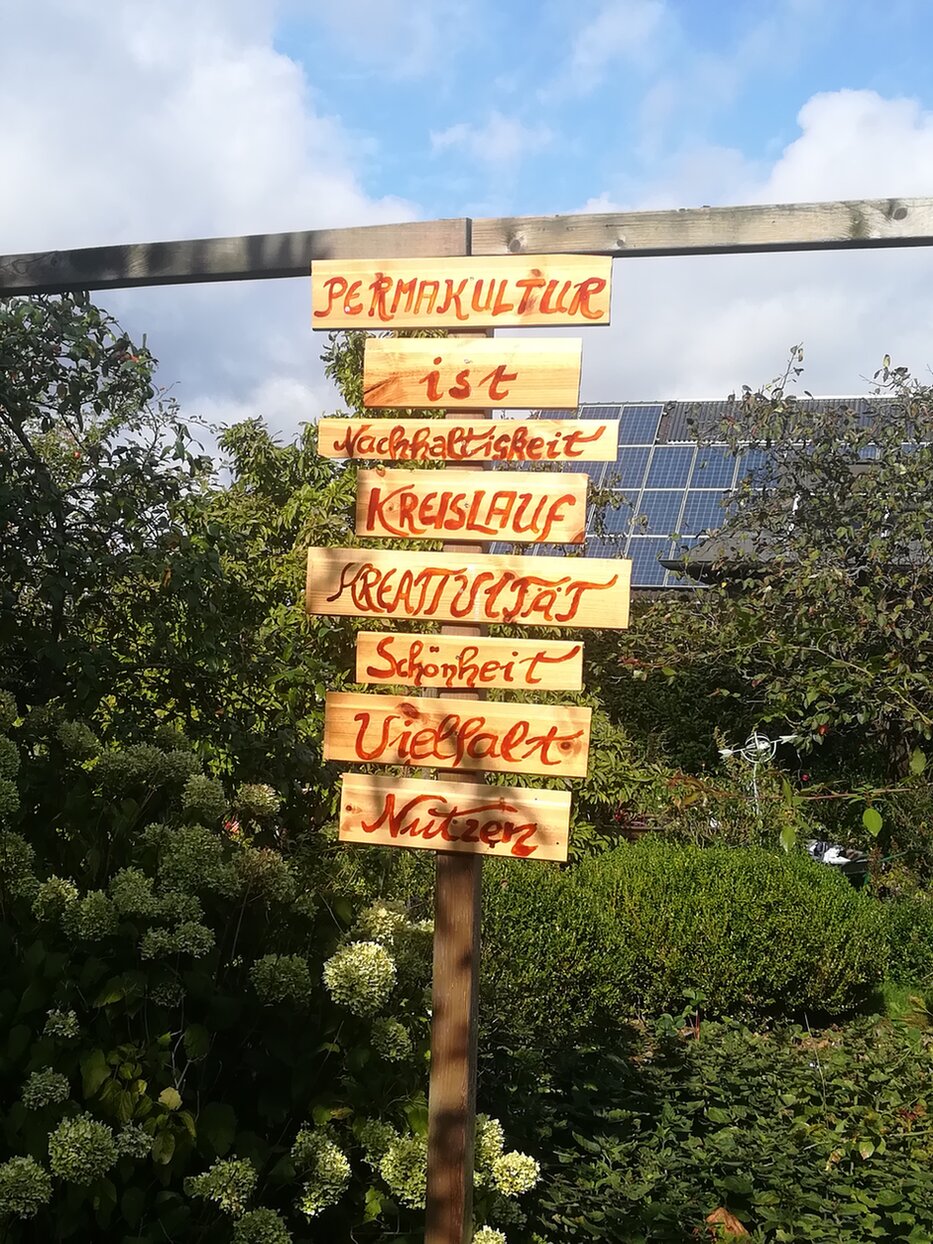 PERMAKULTUR
ist
Nachhaltigkeit
KREISLAUF
KREATIVITÄT
Schönheit
Vielfalt
Nutzen